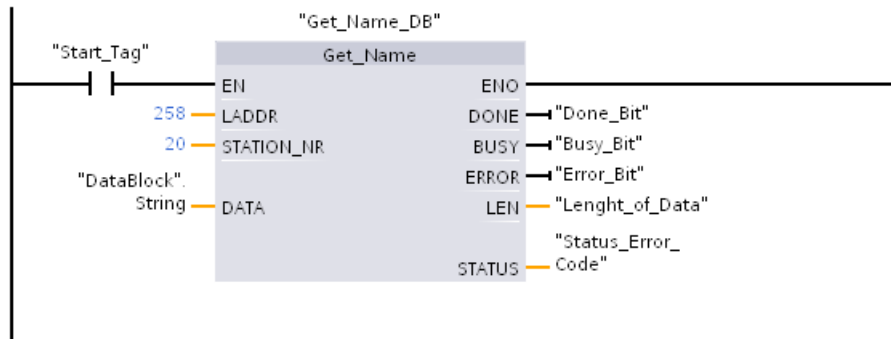 "Get_Name_DB"
"Start_Tag"
Get_Name
EN ENO
258 LADDR DONE "Done_Bit"
20 STATION_NR BUSY "Busy_Bit"
ERROR "Error_Bit"
"DataBlock".
String DATA LEN "Lenght_of_Data"
"Status_Error_
STATUS Code"